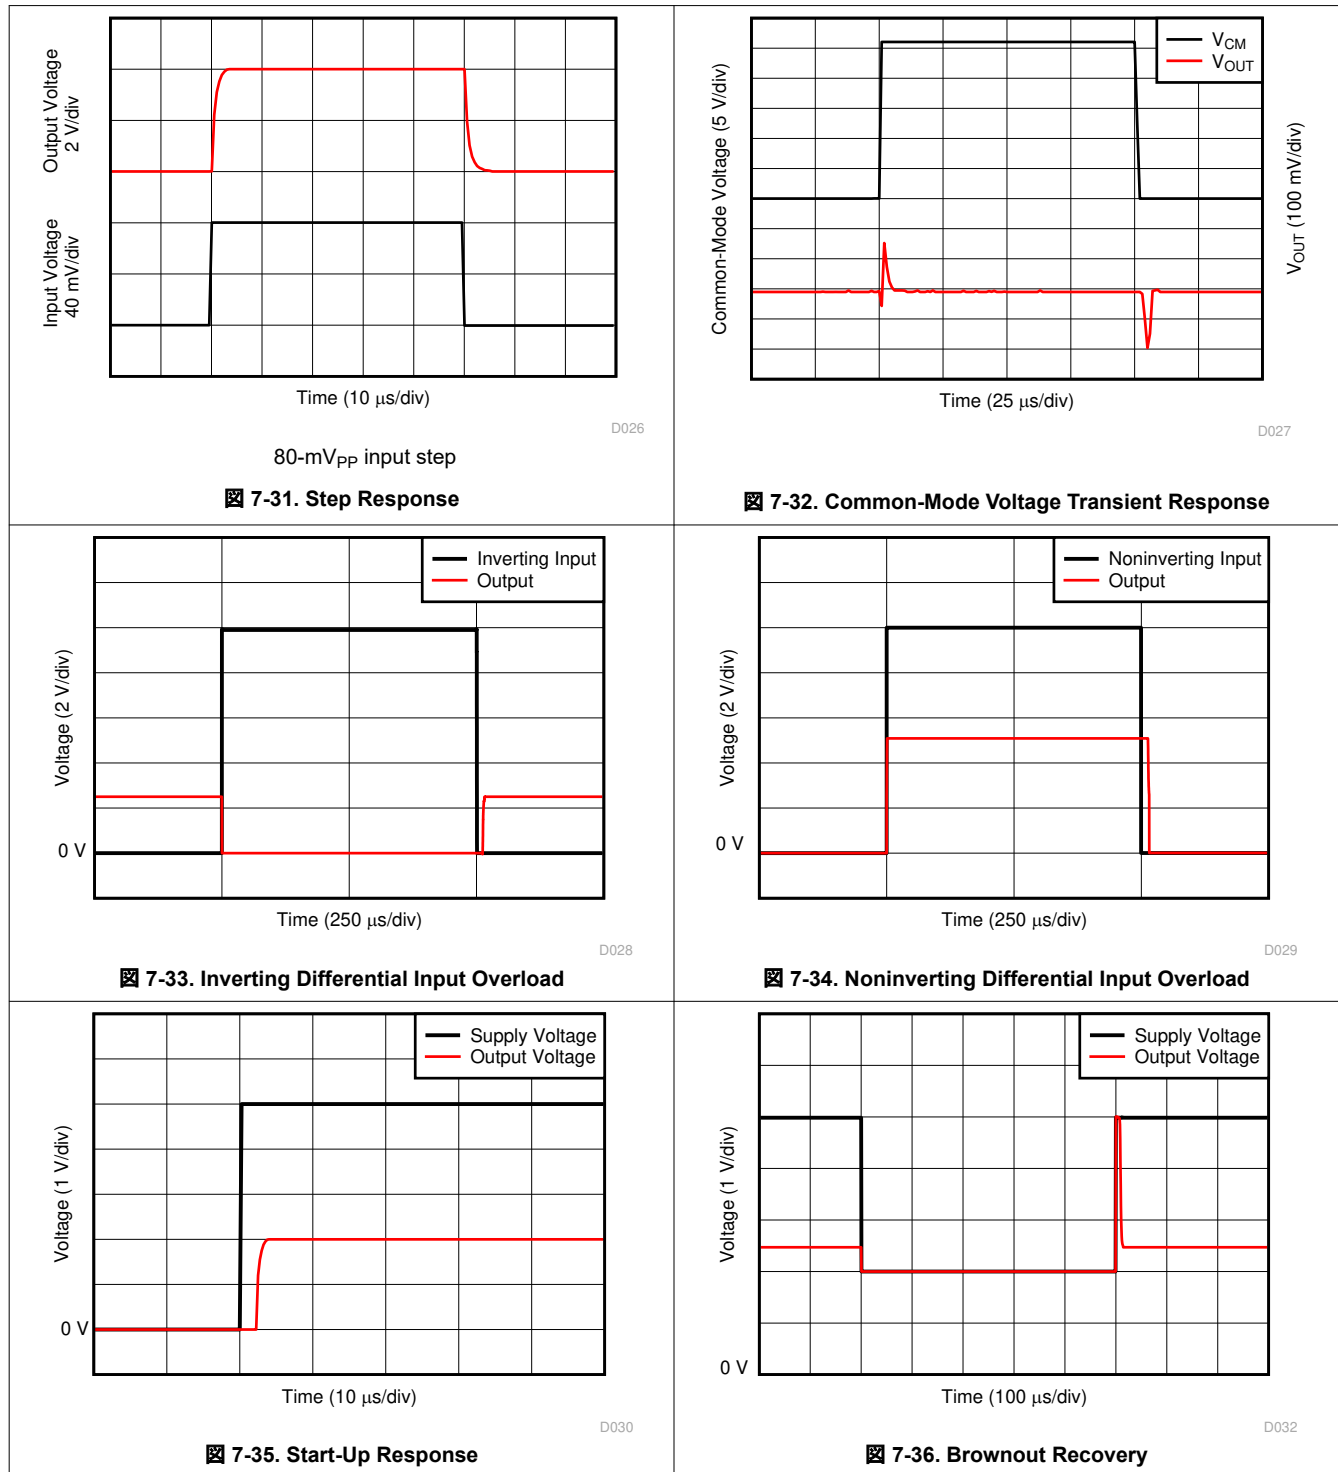 Output Voltage
2 V/div
Input Voltage
40 mV/div
Time (10 μs/div)
D026
80-mVPP input step
図 7-31. Step Response
VCM
VOUT
Common-Mode Voltage (5 V/div)
VOUT (100 mV/div)
Time (25 μs/div)
D027
図 7-32. Common-Mode Voltage Transient Response
Inverting Input
Output
Voltage (2 V/div)
0 V
Time (250 μs/div)
D028
図 7-33. Inverting Differential Input Overload
Noninverting Input
Output
Voltage (2 V/div)
0 V
Time (250 μs/div)
D029
図 7-34. Noninverting Differential Input Overload
Supply Voltage
Output Voltage
Voltage (1 V/div)
0 V
Time (10 μs/div)
D030
図 7-35. Start-Up Response
Supply Voltage
Output Voltage
Voltage (1 V/div)
0 V
Time (100 μs/div)
D032
図 7-36. Brownout Recovery